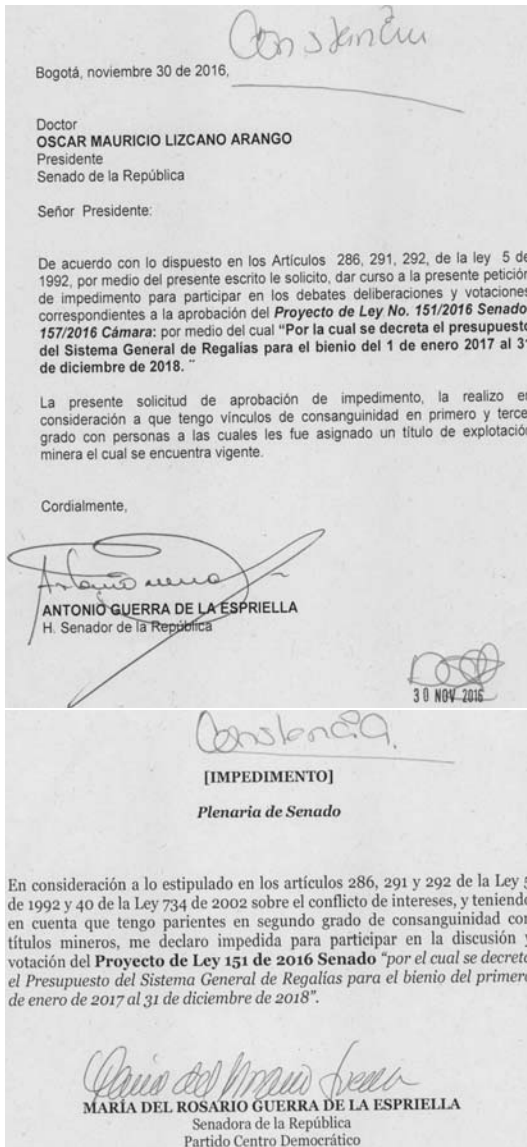 Constancia
Bogotá, noviembre 30 de 2016,
Doctor
OSCAR MAURICIO LIZCANO ARANGO
Presidente
Senado de la República
Señor Presidente:
De acuerdo con lo dispuesto en los Artículos 286, 291, 292, de la ley 5 de
1992, por medio del presente escrito le solicito, dar curso a la presente petición
de impedimento para participar en los debates deliberaciones y votaciones
correspondientes a la aprobación del Proyecto de Ley No. 151/2016 Senado
157/2016 Cámara: por medio del cual “Por la cual se decreta el presupuesto
del Sistema General de Regalías para el bienio del 1 de enero 2017 al 31
de diciembre de 2018. ¨
La presente solicitud de aprobación de impedimento, la realizo en
consideración a que tengo vínculos de consanguinidad en primero y tercer
grado con personas a las cuales les fue asignado un título de explotación
minera el cual se encuentra vigente.
Cordialmente,
ANTONIO GUERRA DE LA ESPRIELLA
H. Senador de la República
30 NOV 2016
Constancia.
[IMPEDIMENTO]
Plenaria de Senado
En consideración a lo estipulado en los artículos 286, 291 y 292 de la Ley 5
de 1992 y 40 de la Ley 734 de 2002 sobre el conflicto de intereses, y teniendo
en cuenta que tengo parientes en segundo grado de consanguinidad con
títulos mineros, me declaro impedida para participar en la discusión y
votación del Proyecto de Ley 151 de 2016 Senado “por el cual se decreta
el Presupuesto del Sistema General de Regalías para el bienio del primero
de enero de 2017 al 31 de diciembre de 2018”.
MARÍA DEL ROSARIO GUERRA DE LA ESPRIELLA
Senadora de la República
Partido Centro Democrático